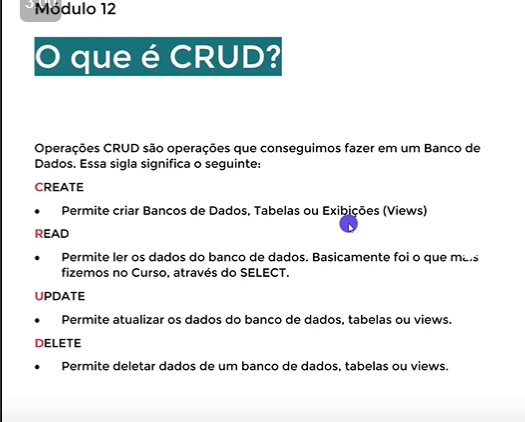 Módulo 12
O que é CRUD?
Operações CRUD são operações que conseguimos fazer em um Banco de
Dados. Essa sigla significa o seguinte:
CREATE
• Permite criar Bancos de Dados, Tabelas ou Exibições (Views)
READ
• Permite ler os dados do banco de dados. Basicamente foi o que mais
fizemos no Curso, através do SELECT.
UPDATE
• Permite atualizar os dados do banco de dados, tabelas ou views.
DELETE
• Permite deletar dados de um banco de dados, tabelas ou views.